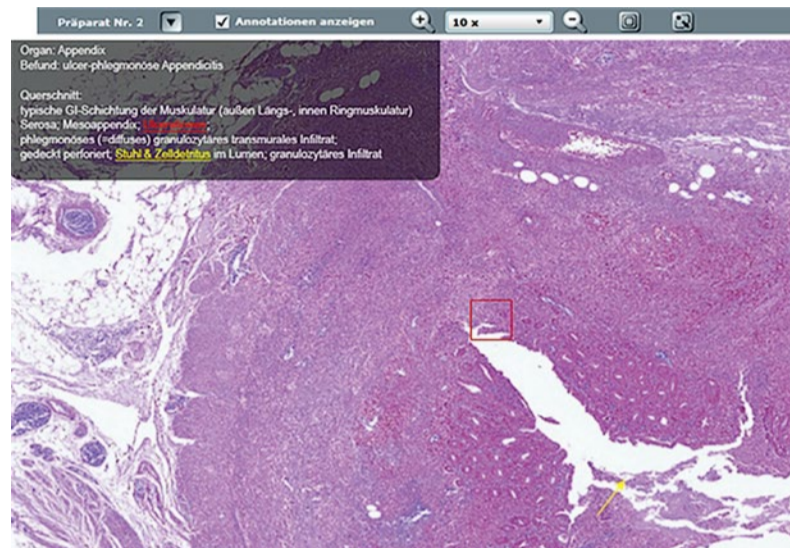 Präparat Nr. 2 Annotationen anzeigen 10 x
Organ: Appendix
Befund: ulcer-phlegmonöse Appendicitis
Querschnitt:
typische GI-Schichtung der Muskulatur (außen Längs-, innen Ringmuskulatur)
Serosa; Mesoappendix;
phlegmonöses (=diffuses) granulozytäres transmurales Infiltrat;
gedeckt perforiert; Stuhl & Zelldetritus im Lumen; granulozytäres Infiltrat